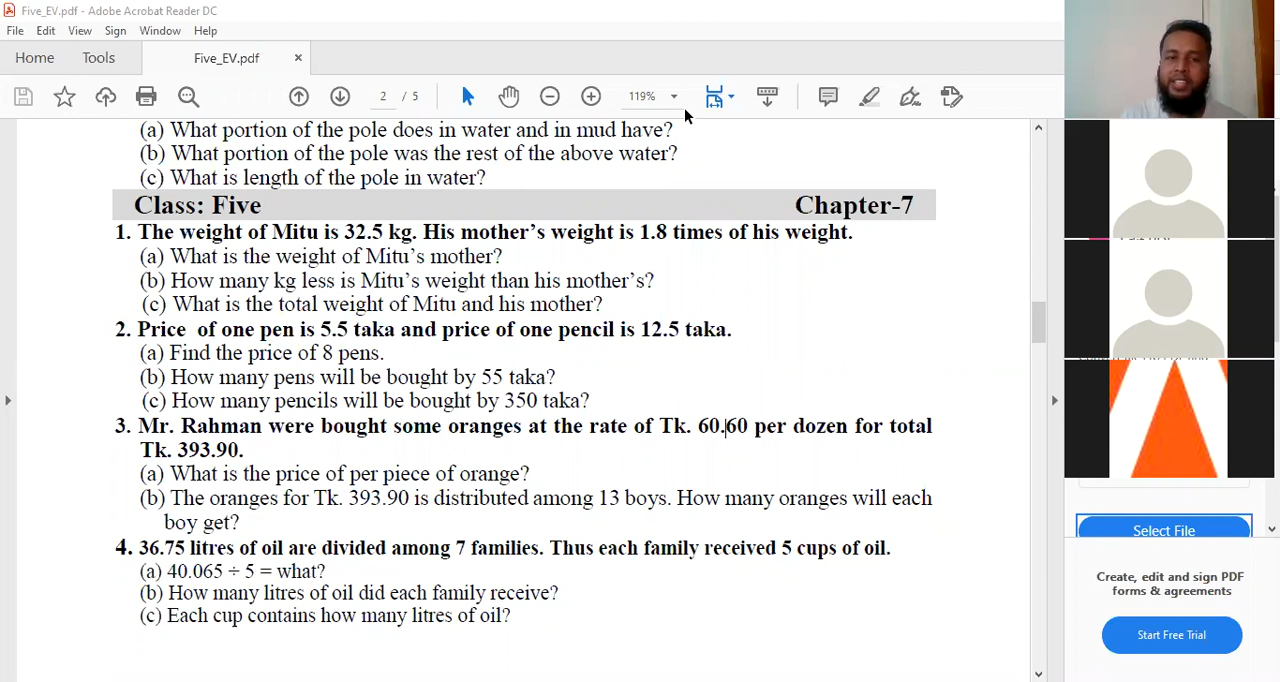 Five_EV.pdf - Adobe Acrobat Reader DC
File Edit View Sign Window Help
Home Tools Five_EV.pdf ×
2 / 5 119%
(a) What portion of the pole does in water and in mud have?
(b) What portion of the pole was the rest of the above water?
(c) What is length of the pole in water?
Class: Five Chapter-7
1. The weight of Mitu is 32.5 kg. His mother's weight is 1.8 times of his weight.
(a) What is the weight of Mitu's mother?
(b) How many kg less is Mitu's weight than his mother's?
(c) What is the total weight of Mitu and his mother?
2. Price of one pen is 5.5 taka and price of one pencil is 12.5 taka.
(a) Find the price of 8 pens.
(b) How many pens will be bought by 55 taka?
(c) How many pencils will be bought by 350 taka?
3. Mr. Rahman were bought some oranges at the rate of Tk. 60.60 per dozen for total
Tk. 393.90.
(a) What is the price of per piece of orange?
(b) The oranges for Tk. 393.90 is distributed among 13 boys. How many oranges will each
boy get?
4. 36.75 litres of oil are divided among 7 families. Thus each family received 5 cups of oil.
(a) 40.065 ÷ 5 = what?
(b) How many litres of oil did each family receive?
(c) Each cup contains how many litres of oil?
Select File
Create, edit and sign PDF
forms & agreements
Start Free Trial